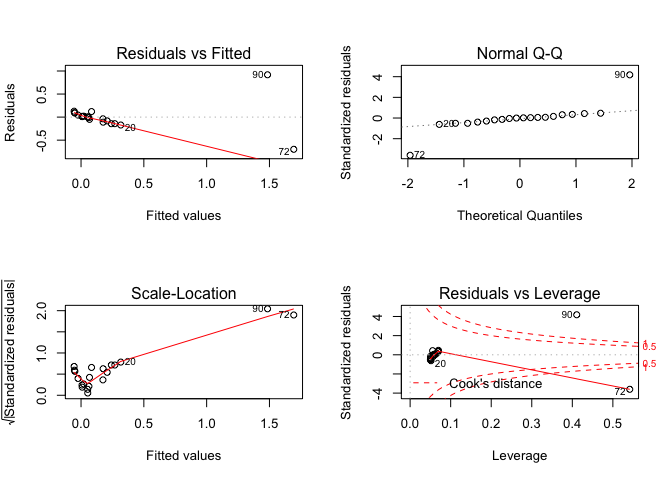 Residuals vs Fitted
Residuals
0.5
-0.5
90
20
72
0.0 0.5 1.0 1.5
Fitted values
Normal Q-Q
Standardized residuals
4
2
0
-2
90
20
72
-2 -1 0 1 2
Theoretical Quantiles
Scale-Location
√|Standardized residuals|
2.0
1.0
0.0
90
72
20
0.0 0.5 1.0 1.5
Fitted values
Residuals vs Leverage
Standardized residuals
4
2
0
-4
90
1
0.5
0.5
1
20
Cook's distance
72
0.0 0.1 0.2 0.3 0.4 0.5
Leverage